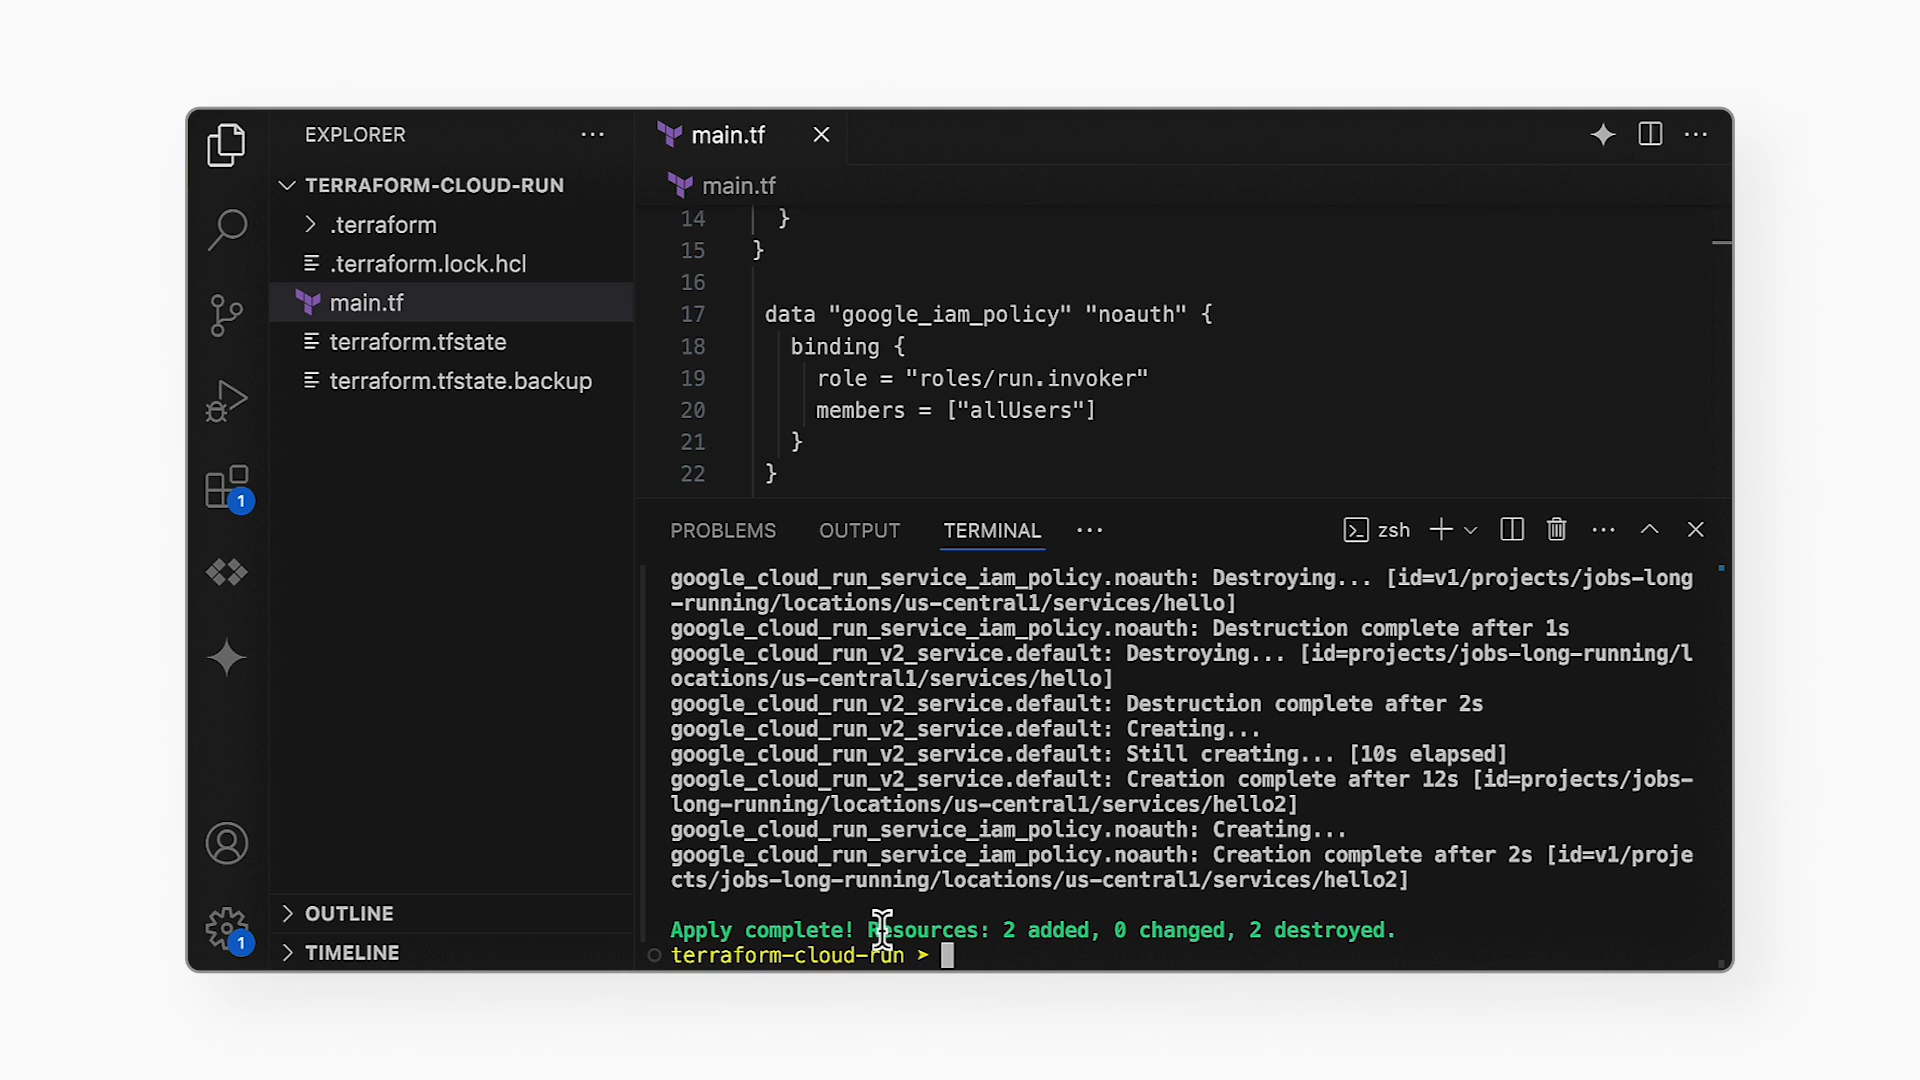 EXPLORER
TERRAFORM-CLOUD-RUN
.terraform
.terraform.lock.hcl
main.tf
terraform.tfstate
terraform.tfstate.backup
1
1
OUTLINE
TIMELINE
main.tf
main.tf
14 }
15 }
16
17 data "google_iam_policy" "noauth" {
18 binding {
19 role = "roles/run.invoker"
20 members = ["allUsers"]
21 }
22 }
PROBLEMS OUTPUT TERMINAL zsh
google_cloud_run_service_iam_policy.noauth: Destroying... [id=v1/projects/jobs-long
-running/locations/us-central1/services/hello]
google_cloud_run_service_iam_policy.noauth: Destruction complete after 1s
google_cloud_run_v2_service.default: Destroying... [id=projects/jobs-long-running/l
ocations/us-central1/services/hello]
google_cloud_run_v2_service.default: Destruction complete after 2s
google_cloud_run_v2_service.default: Creating...
google_cloud_run_v2_service.default: Still creating... [10s elapsed]
google_cloud_run_v2_service.default: Creation complete after 12s [id=projects/jobs-
long-running/locations/us-central1/services/hello2]
google_cloud_run_service_iam_policy.noauth: Creating...
google_cloud_run_service_iam_policy.noauth: Creation complete after 2s [id=v1/proje
cts/jobs-long-running/locations/us-central1/services/hello2]
Apply complete! Resources: 2 added, 0 changed, 2 destroyed.
terraform-cloud-run ➤